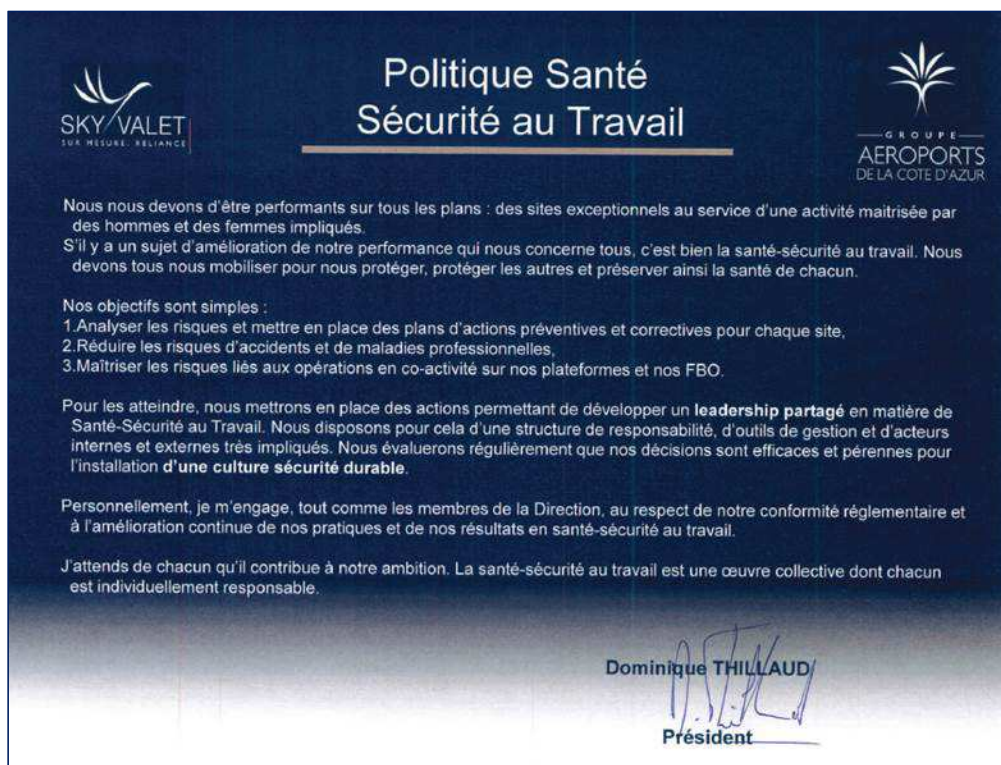 SKY VALET
SUR MESURE. RELIANCE
Politique Santé
Sécurité au Travail
GROUPE
AEROPORTS
DE LA COTE D'AZUR
Nous nous devons d'être performants sur tous les plans : des sites exceptionnels au service d'une activité maitrisée par
des hommes et des femmes impliqués.
S'il y a un sujet d'amélioration de notre performance qui nous concerne tous, c'est bien la santé-sécurité au travail. Nous
devons tous nous mobiliser pour nous protéger, protéger les autres et préserver ainsi la santé de chacun.
Nos objectifs sont simples :
1.Analyser les risques et mettre en place des plans d'actions préventives et correctives pour chaque site,
2.Réduire les risques d'accidents et de maladies professionnelles,
3.Maîtriser les risques liés aux opérations en co-activité sur nos plateformes et nos FBO.
Pour les atteindre, nous mettrons en place des actions permettant de développer un leadership partagé en matière de
Santé-Sécurité au Travail. Nous disposons pour cela d'une structure de responsabilité, d'outils de gestion et d'acteurs
internes et externes très impliqués. Nous évaluerons régulièrement que nos décisions sont efficaces et pérennes pour
l'installation d'une culture sécurité durable.
Personnellement, je m'engage, tout comme les membres de la Direction, au respect de notre conformité réglementaire et
à l'amélioration continue de nos pratiques et de nos résultats en santé-sécurité au travail.
J'attends de chacun qu'il contribue à notre ambition. La santé-sécurité au travail est une œuvre collective dont chacun
est individuellement responsable.
Dominique THILLAUD
Président